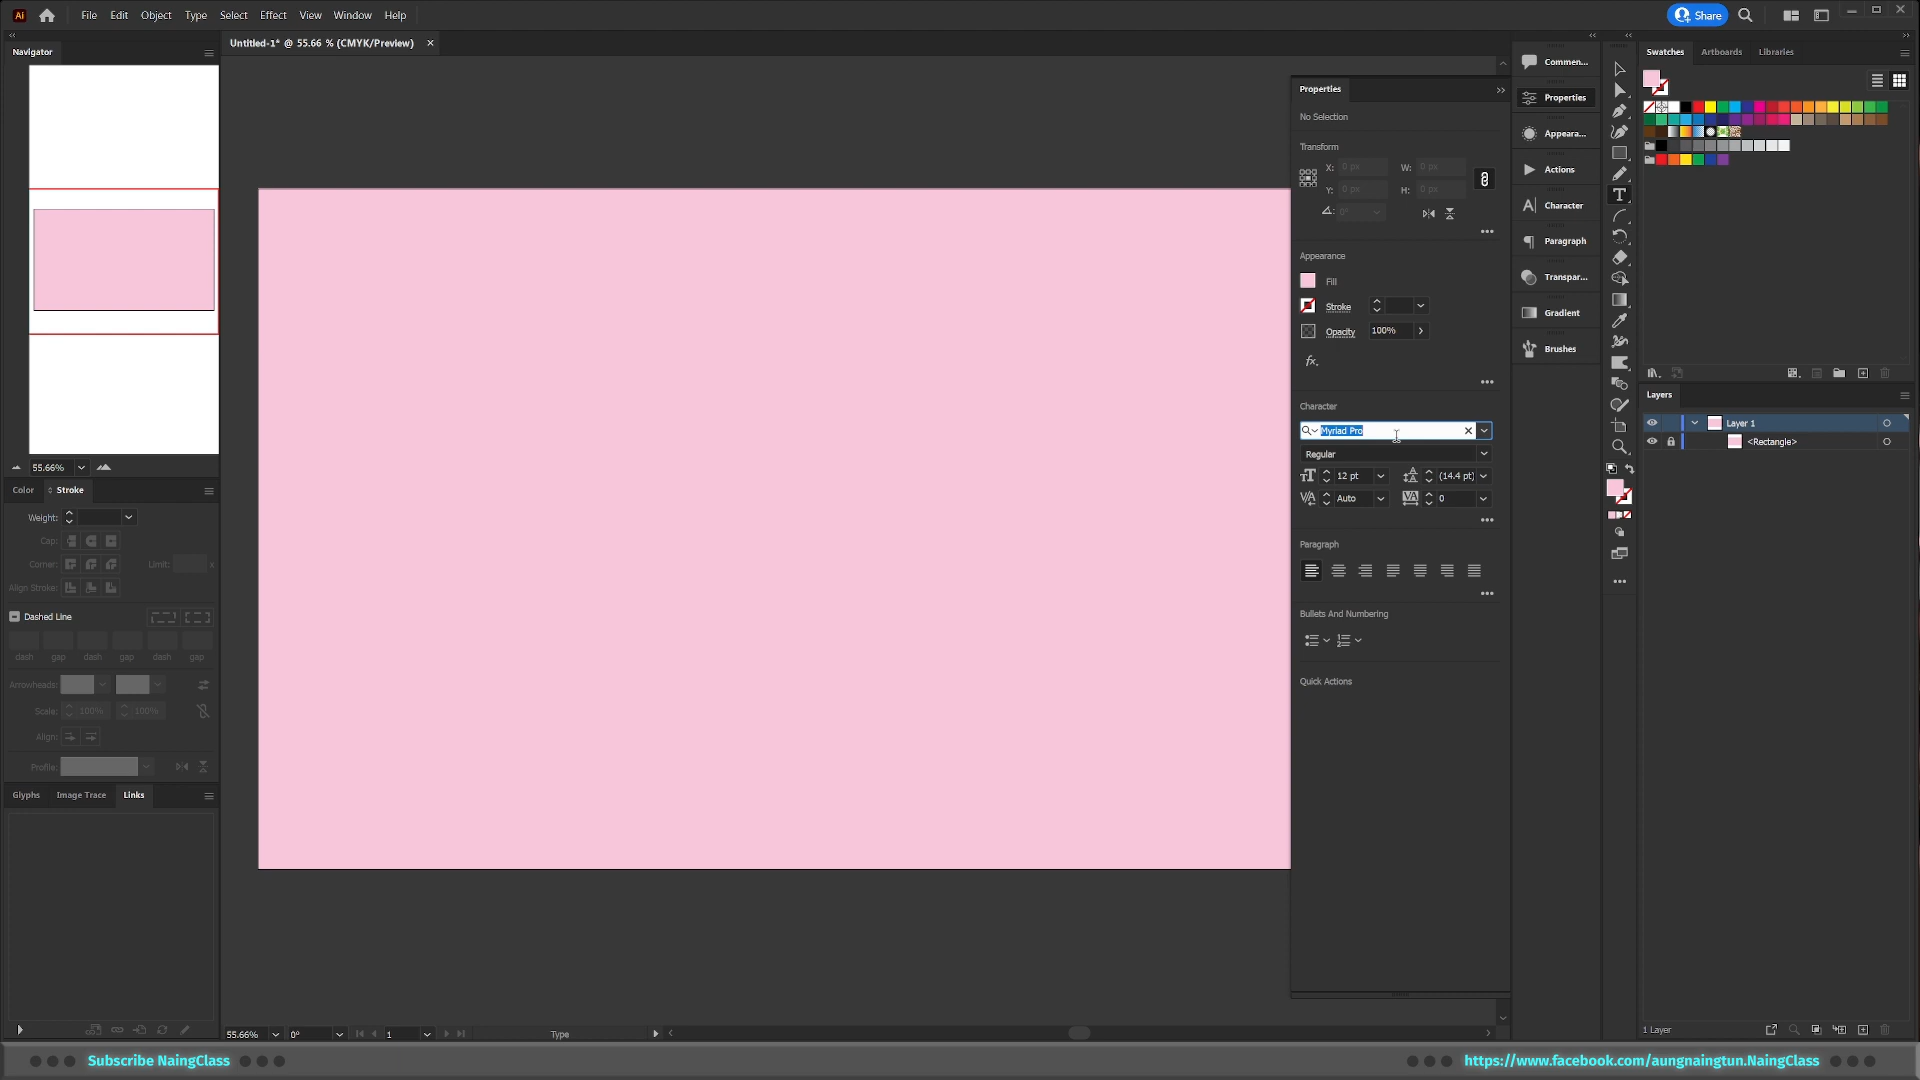 Ai File Edit Object Type Select Effect View Window Help Share
Untitled-1* @ 55.66 % (CMYK/Preview)
Navigator
55.66%
Color Stroke
Weight:
Cap:
Corner: Limit: x
Align Stroke:
Dashed Line
dash gap dash gap dash gap
Arrowheads:
Scale: 100% 100%
Align:
Profile:
Glyphs Image Trace Links
55.66% 0° 1 Type
Properties
No Selection
Transform
X: 0 px W: 0 px
Y: 0 px H: 0 px
0°
Appearance
Fill
Stroke
Opacity 100%
fx
Character
Myriad Pro
Regular
12 pt (14.4 pt)
Auto 0
Paragraph
Bullets And Numbering
Quick Actions
Commen...
Properties
Appeara...
Actions
Character
Paragraph
Transpar...
Gradient
Brushes
Swatches Artboards Libraries
Layers
Layer 1
<Rectangle>
1 Layer
Subscribe NaingClass
https://www.facebook.com/aungnaingtun.NaingClass